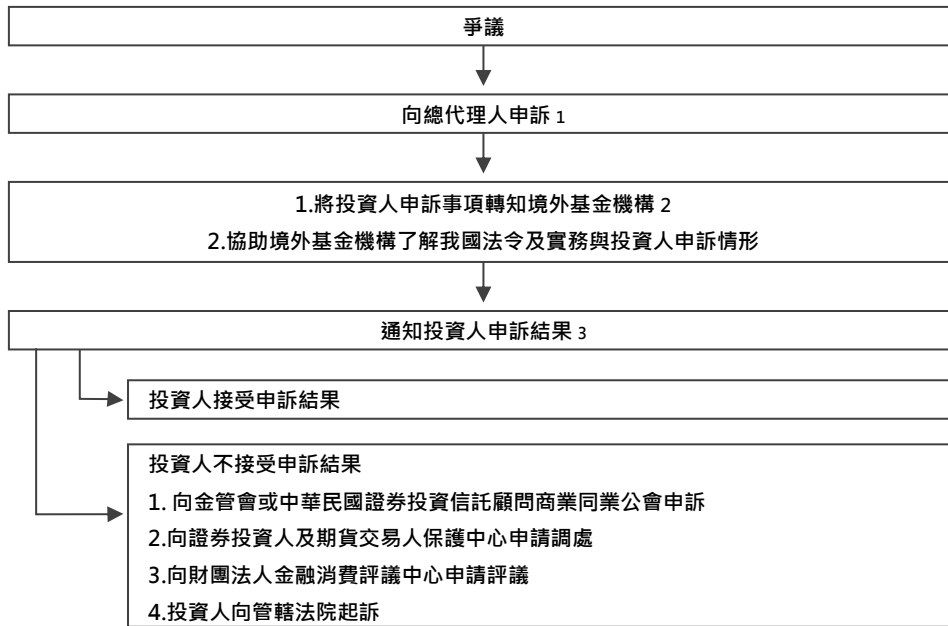 爭議
向總代理人申訴 1
1.將投資人申訴事項轉知境外基金機構 2
2.協助境外基金機構了解我國法令及實務與投資人申訴情形
通知投資人申訴結果 3
投資人接受申訴結果
投資人不接受申訴結果
1. 向金管會或中華民國證券投資信託顧問商業同業公會申訴
2.向證券投資人及期貨交易人保護中心申請調處
3.向財團法人金融消費評議中心申請評議
4.投資人向管轄法院起訴